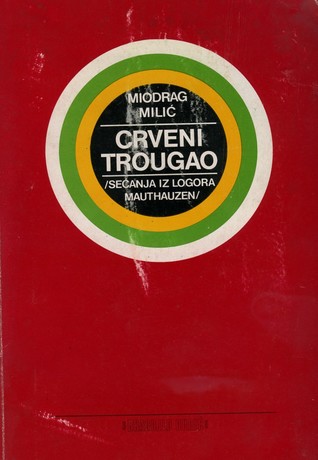 MIODRAG
MILIĆ
CRVENI
TROUGAO
/SEĆANJA IZ LOGORA
MAUTHAUZEN/